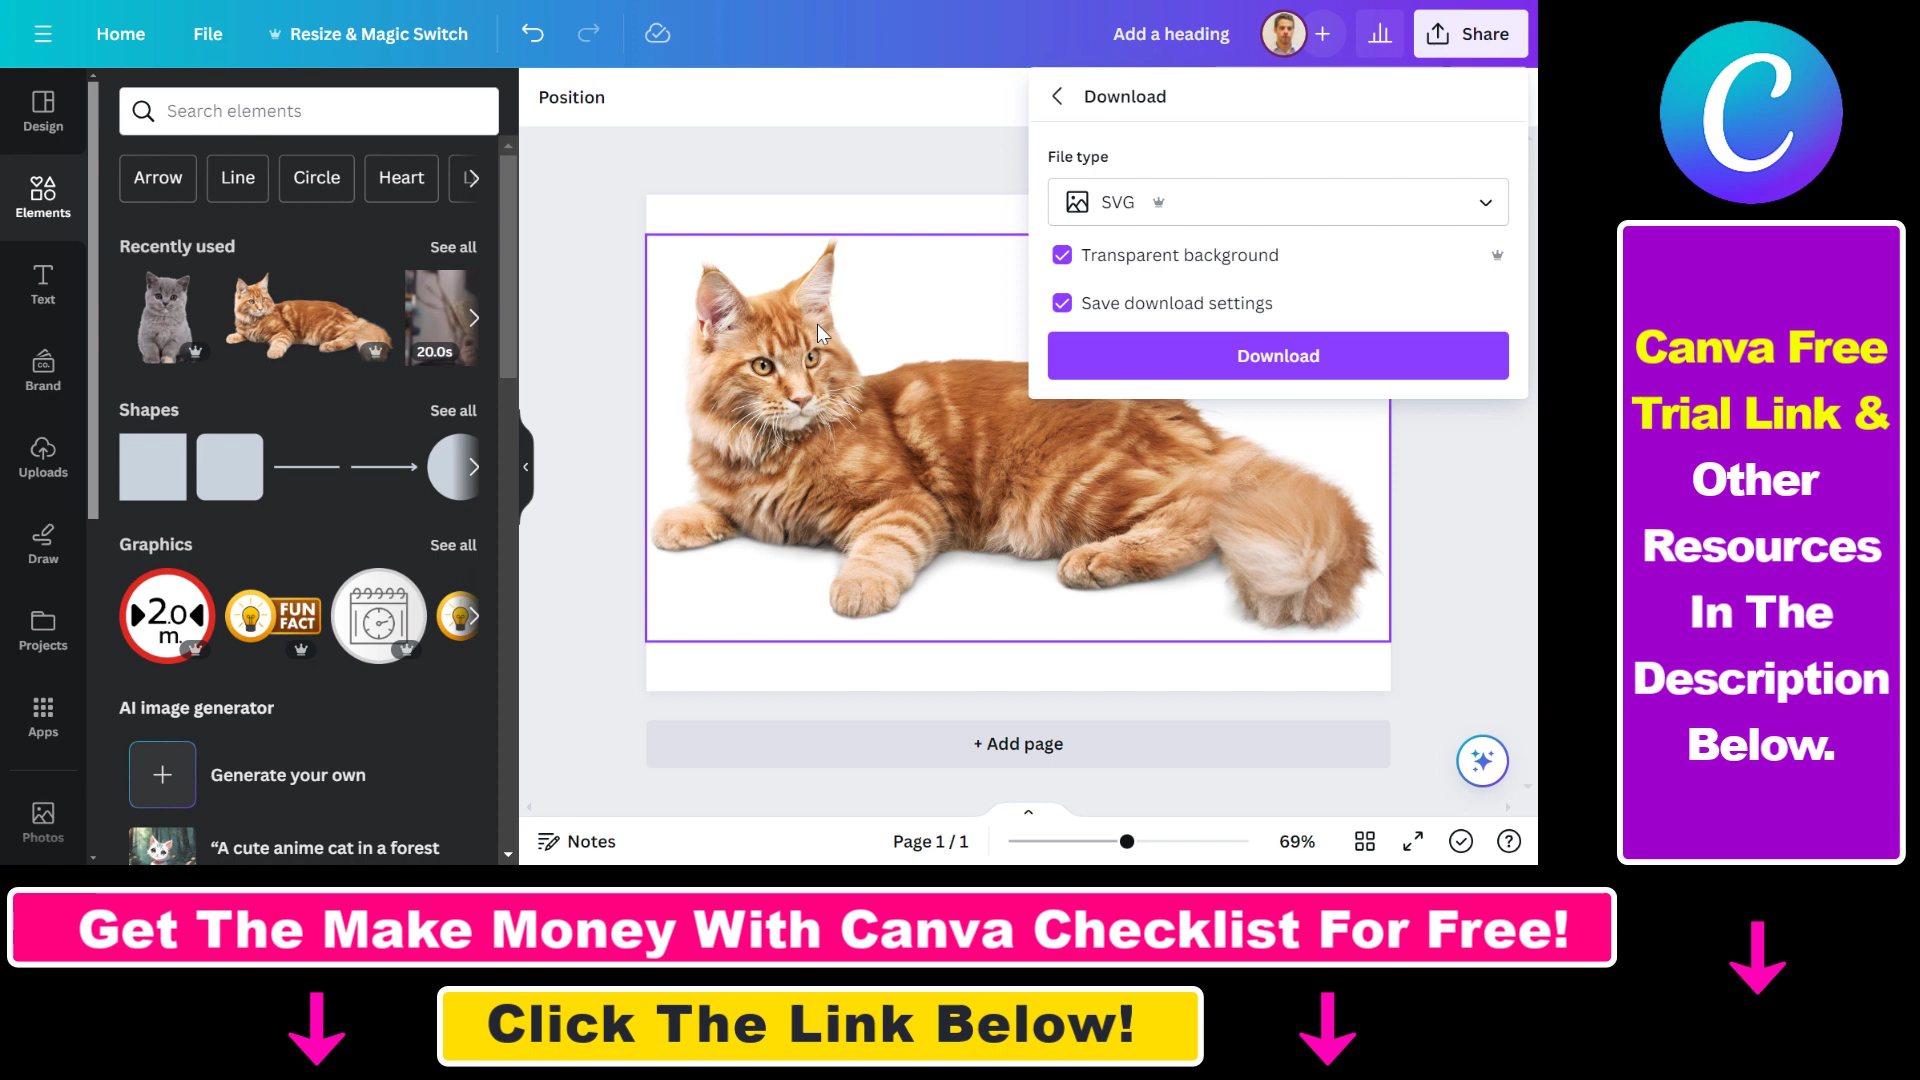 Home
File
Resize & Magic Switch
Add a heading
Share
Design
Elements
Text
Brand
CO.
Uploads
Draw
Projects
Apps
Photos
Search elements
Arrow
Line
Circle
Heart
Recently used
See all
20.0s
Shapes
See all
Graphics
See all
2.0
m.
FUN
FACT
AI image generator
Generate your own
“A cute anime cat in a forest
Position
Download
File type
SVG
Transparent background
Save download settings
Download
+ Add page
Notes
Page 1 / 1
69%
C
Canva Free
Trial Link &
Other
Resources
In The
Description
Below.
Get The Make Money With Canva Checklist For Free!
Click The Link Below!